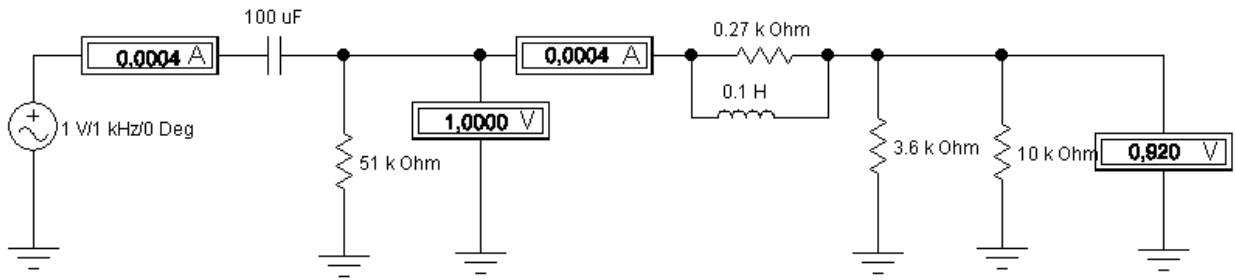 100 uF
0,0004 A
0,0004 A
0.27 k Ohm
0.1 H
1 V/1 kHz/0 Deg
1,0000 V
51 k Ohm
3.6 k Ohm
10 k Ohm
0,920 V